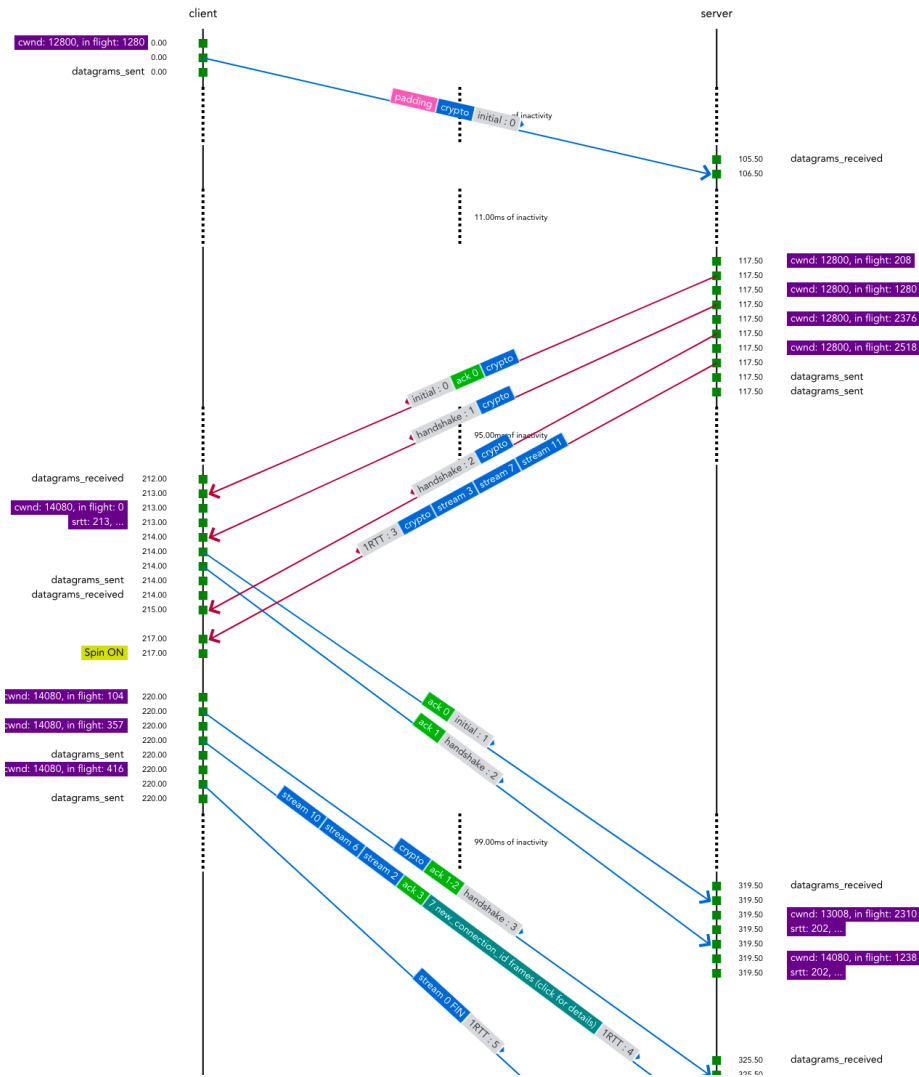 client server
cwnd: 12800, in flight: 1280 0.00
0.00
datagrams_sent 0.00
padding crypto initial : 0
of inactivity
105.50 datagrams_received
106.50
11.00ms of inactivity
117.50 cwnd: 12800, in flight: 208
117.50
117.50 cwnd: 12800, in flight: 1280
117.50
117.50 cwnd: 12800, in flight: 2376
117.50
117.50 cwnd: 12800, in flight: 2518
117.50
117.50 datagrams_sent
117.50 datagrams_sent
initial : 0 ack 0 crypto
handshake : 1 crypto
95.00ms of inactivity
handshake : 2 crypto
1RTT : 3 crypto stream 3 stream 7 stream 11
datagrams_received 212.00
213.00
cwnd: 14080, in flight: 0 213.00
srtt: 213, ... 213.00
214.00
214.00
214.00
datagrams_sent 214.00
datagrams_received 214.00
215.00
217.00
Spin ON 217.00
cwnd: 14080, in flight: 104 220.00
220.00
cwnd: 14080, in flight: 357 220.00
220.00
datagrams_sent 220.00
cwnd: 14080, in flight: 416 220.00
220.00
datagrams_sent 220.00
ack 0 initial : 1
ack 1 handshake : 2
99.00ms of inactivity
crypto ack 1-2 handshake : 3
stream 10 stream 6 stream 2 ack 3 7 new_connection_id frames (click for details) 1RTT : 4
stream 0 FIN 1RTT : 5
319.50 datagrams_received
319.50
319.50 cwnd: 13008, in flight: 2310
319.50 srtt: 202, ...
319.50
319.50 cwnd: 14080, in flight: 1238
319.50 srtt: 202, ...
325.50 datagrams_received
325.50